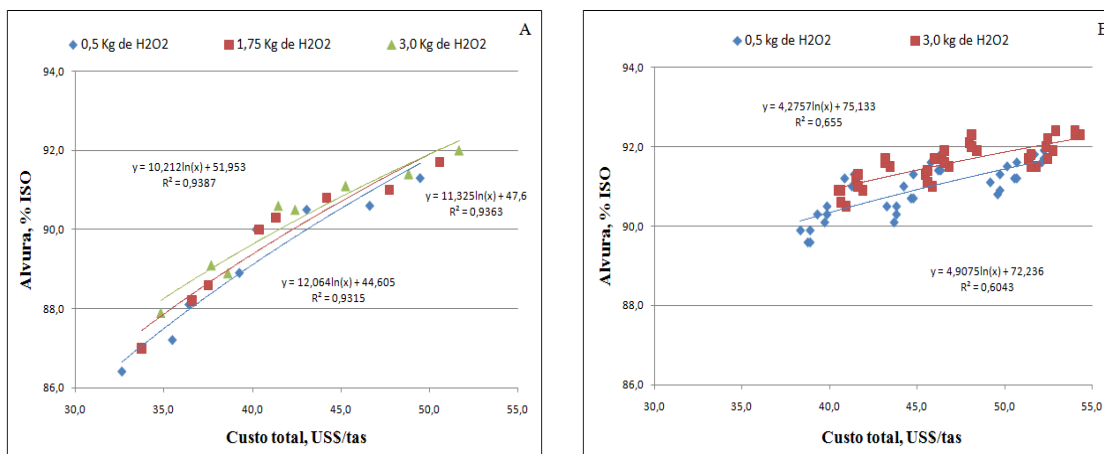 A
0,5 Kg de H2O2
1,75 Kg de H2O2
3,0 Kg de H2O2
Alvura, % ISO
94,0
92,0
90,0
88,0
86,0
y = 10,212ln(x) + 51,953
R² = 0,9387
y = 11,325ln(x) + 47,6
R² = 0,9363
y = 12,064ln(x) + 44,605
R² = 0,9315
30,0
35,0
40,0
45,0
50,0
55,0
Custo total, US$/tas
0,5 kg de H2O2
3,0 kg de H2O2
Alvura, % ISO
94,0
92,0
90,0
88,0
86,0
y = 4,2757ln(x) + 75,133
R² = 0,655
y = 4,9075ln(x) + 72,236
R² = 0,6043
30,0
35,0
40,0
45,0
50,0
55,0
Custo total, US$/tas